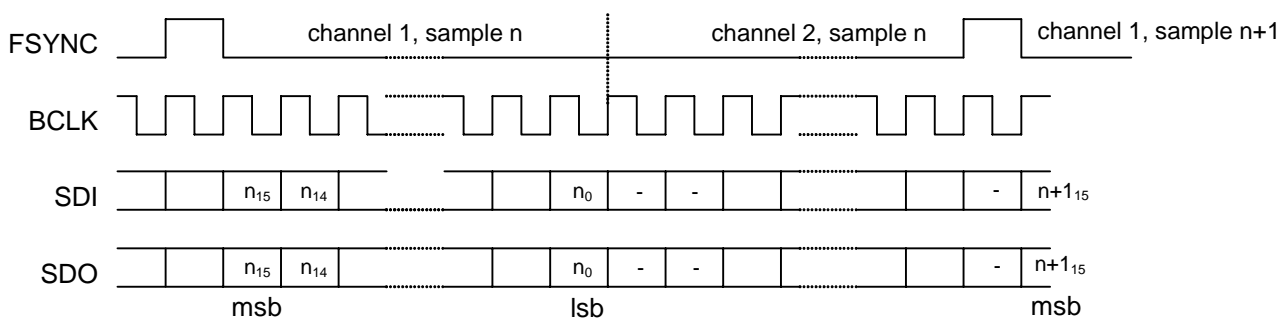 channel 1, sample n channel 2, sample n channel 1, sample n+1
FSYNC
BCLK
SDI n₁₅ n₁₄ n₀ - - - n+1₁₅
SDO n₁₅ n₁₄ n₀ - - - n+1₁₅
msb lsb msb